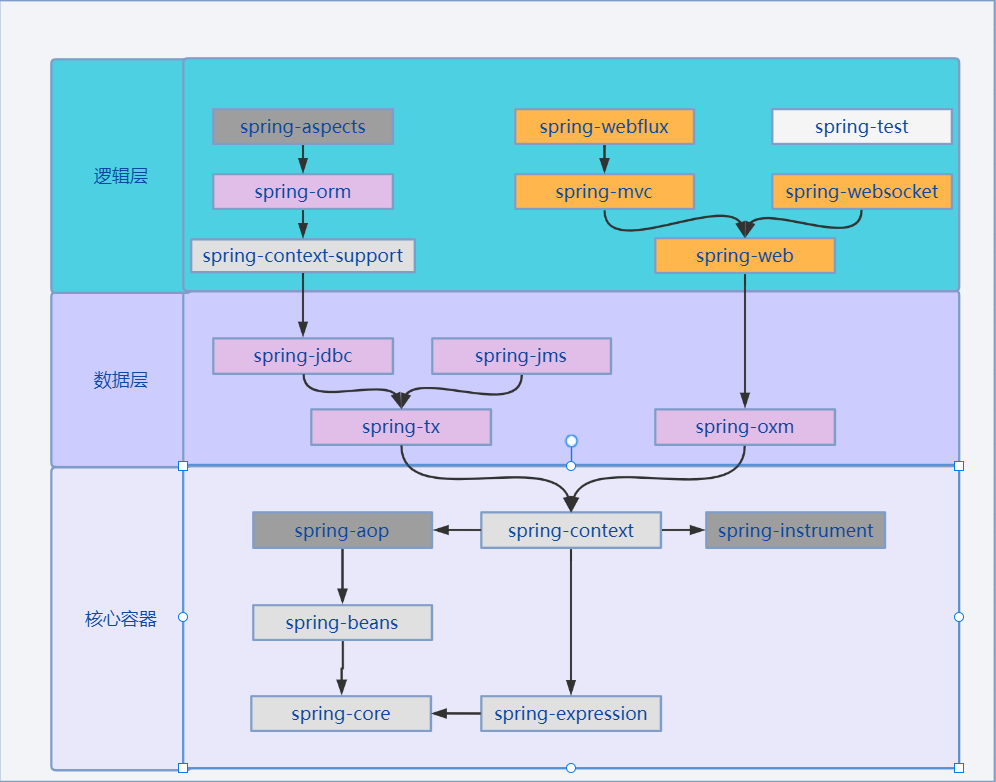 逻辑层
spring-aspects
spring-webflux
spring-test
spring-orm
spring-mvc
spring-websocket
spring-context-support
spring-web
数据层
spring-jdbc
spring-jms
spring-tx
spring-oxm
核心容器
spring-aop
spring-context
spring-instrument
spring-beans
spring-core
spring-expression